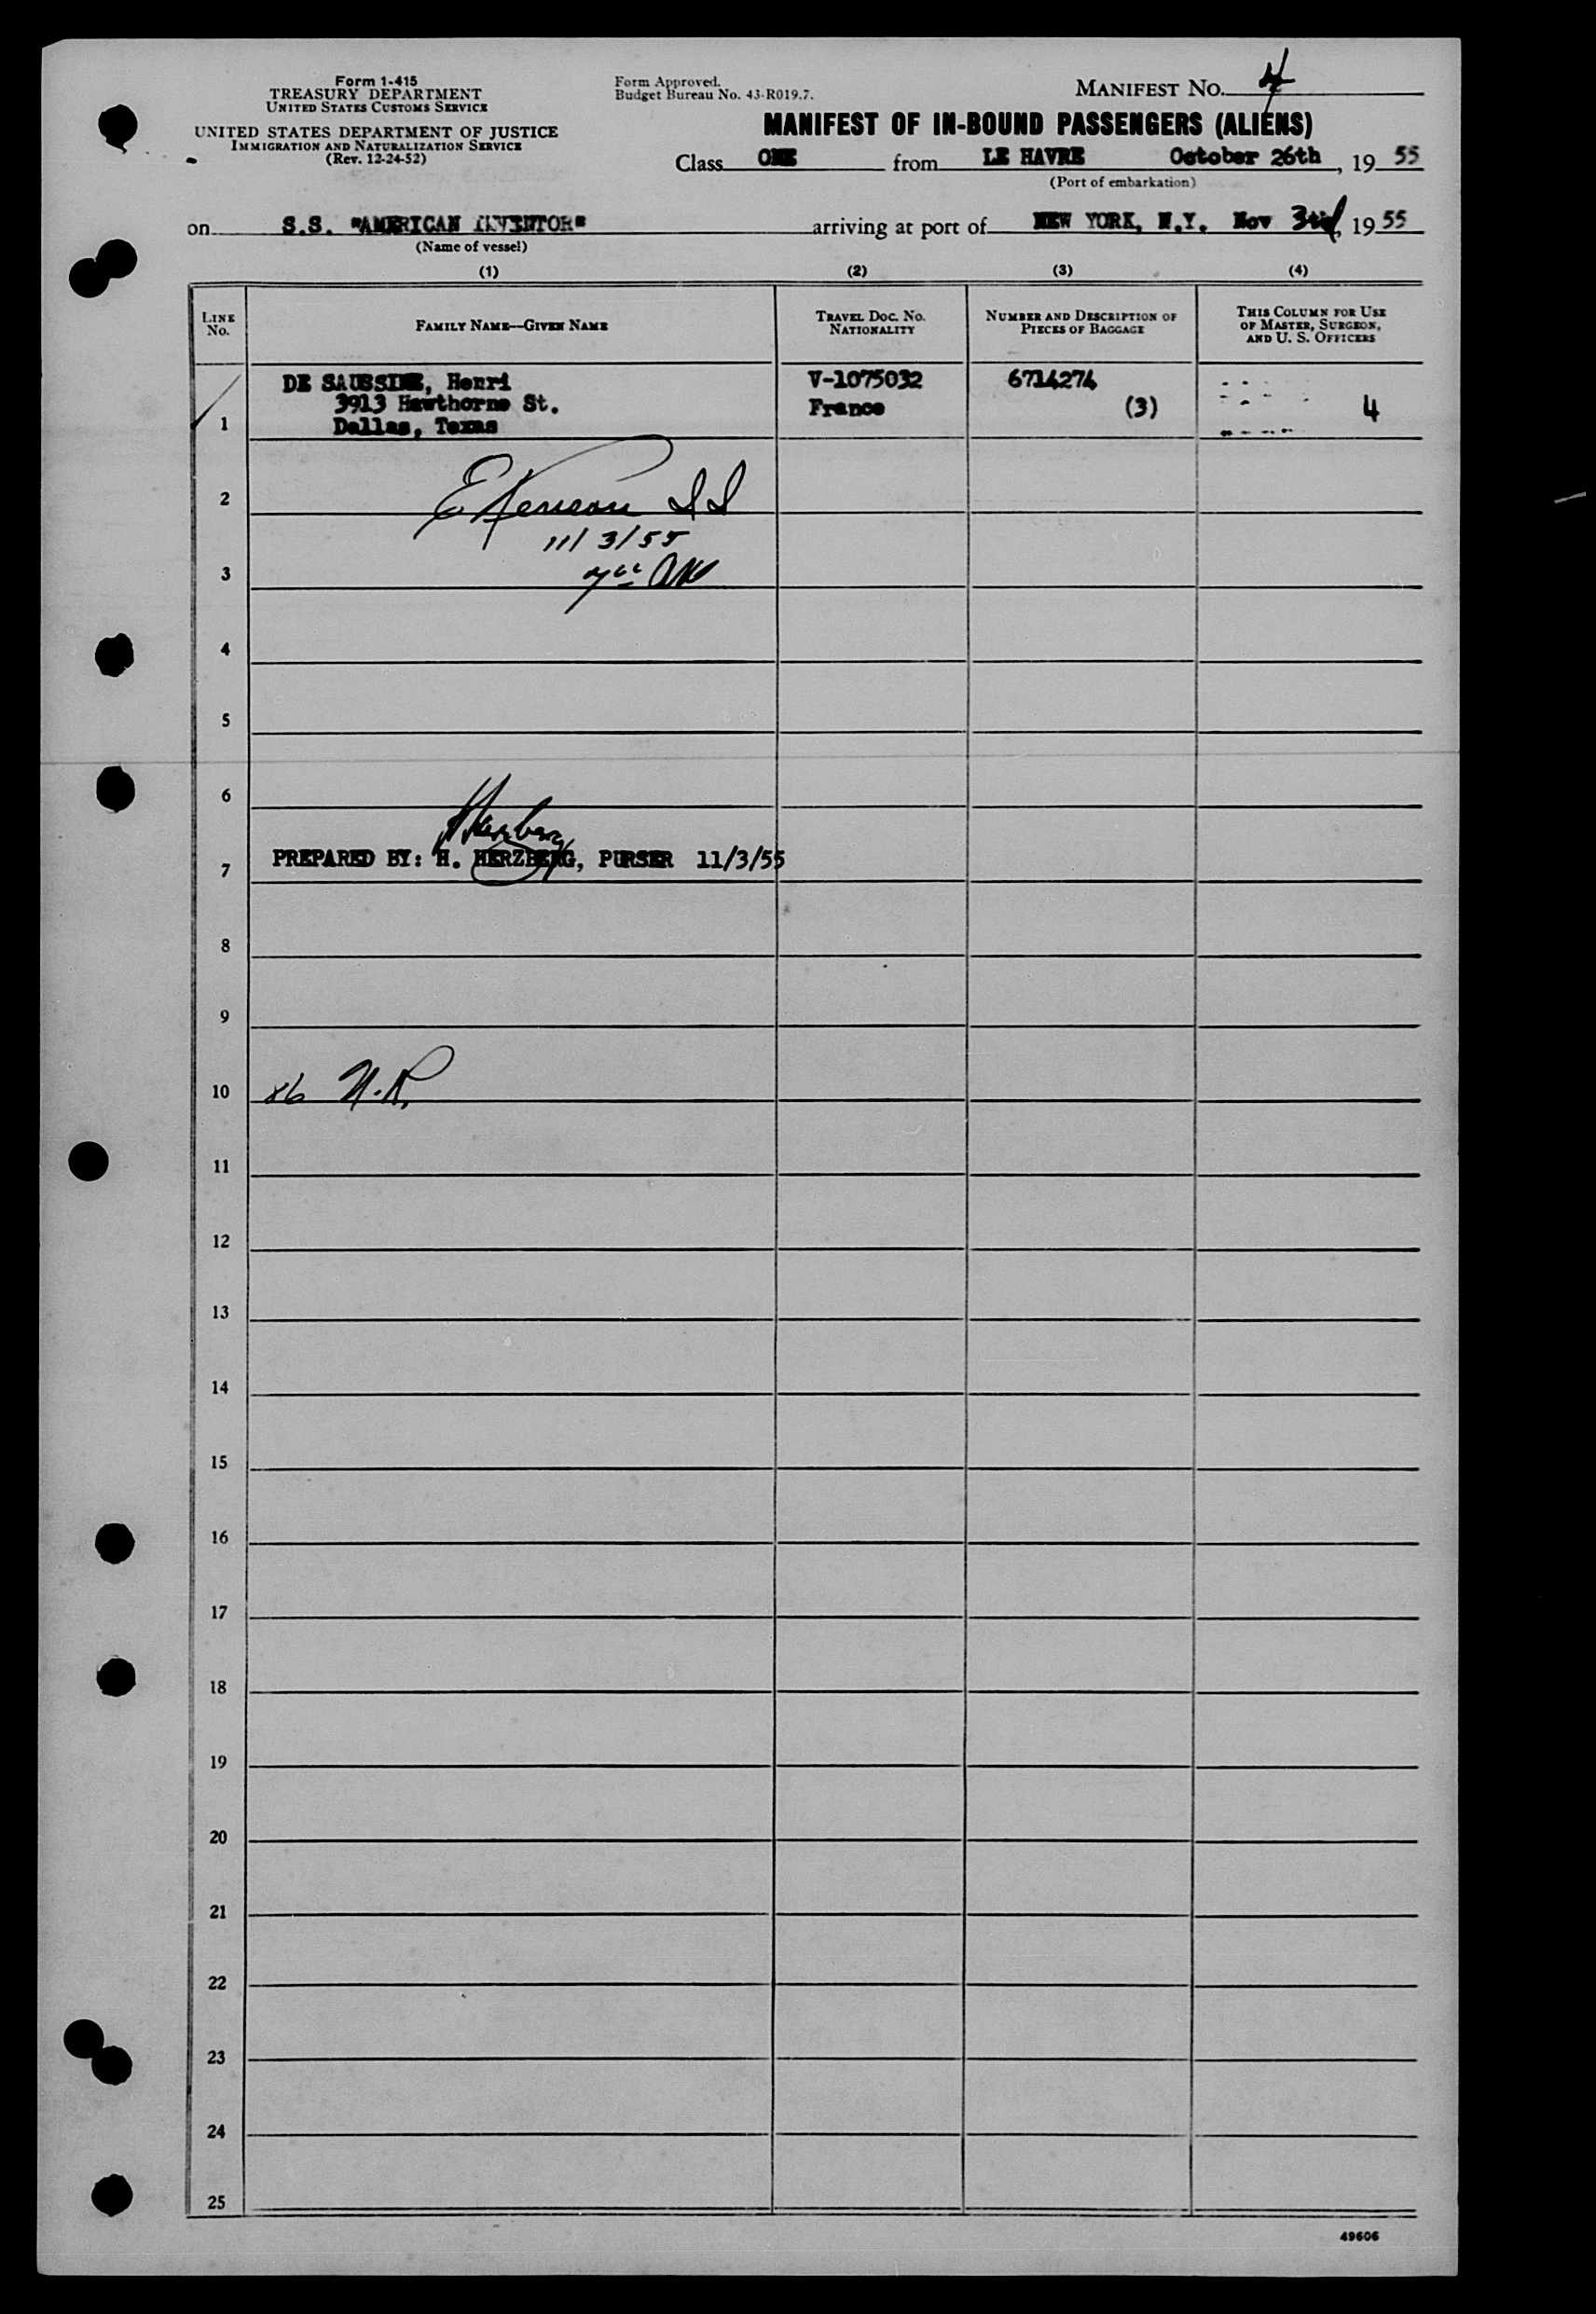 Form I-415
TREASURY DEPARTMENT
UNITED STATES CUSTOMS SERVICE
UNITED STATES DEPARTMENT OF JUSTICE
IMMIGRATION AND NATURALIZATION SERVICE
(Rev. 12-24-52)
Form Approved.
Budget Bureau No. 43-R019.7.
MANIFEST NO. 4
MANIFEST OF IN-BOUND PASSENGERS (ALIENS)
Class ONE from LE HAVRE October 26th, 19 55
(Port of embarkation)
on S.S. "AMERICAN INVENTOR" arriving at port of NEW YORK, N.Y. Nov 3rd, 19 55
(Name of vessel)
(1) (2) (3) (4)
LINE No.
FAMILY NAME—GIVEN NAME
TRAVEL DOC. NO. NATIONALITY
NUMBER AND DESCRIPTION OF PIECES OF BAGGAGE
THIS COLUMN FOR USE OF MASTER, SURGEON, AND U. S. OFFICERS
DE SAUSSINE, Henri V-1075032 6714274
3913 Hawthorne St. France (3) 4
1 Dallas, Texas
2
11/3/55
3
4
5
6
7 PREPARED BY: H. HERZBERG, PURSER 11/3/55
8
9
10 N.R.
11
12
13
14
15
16
17
18
19
20
21
22
23
24
25
49606